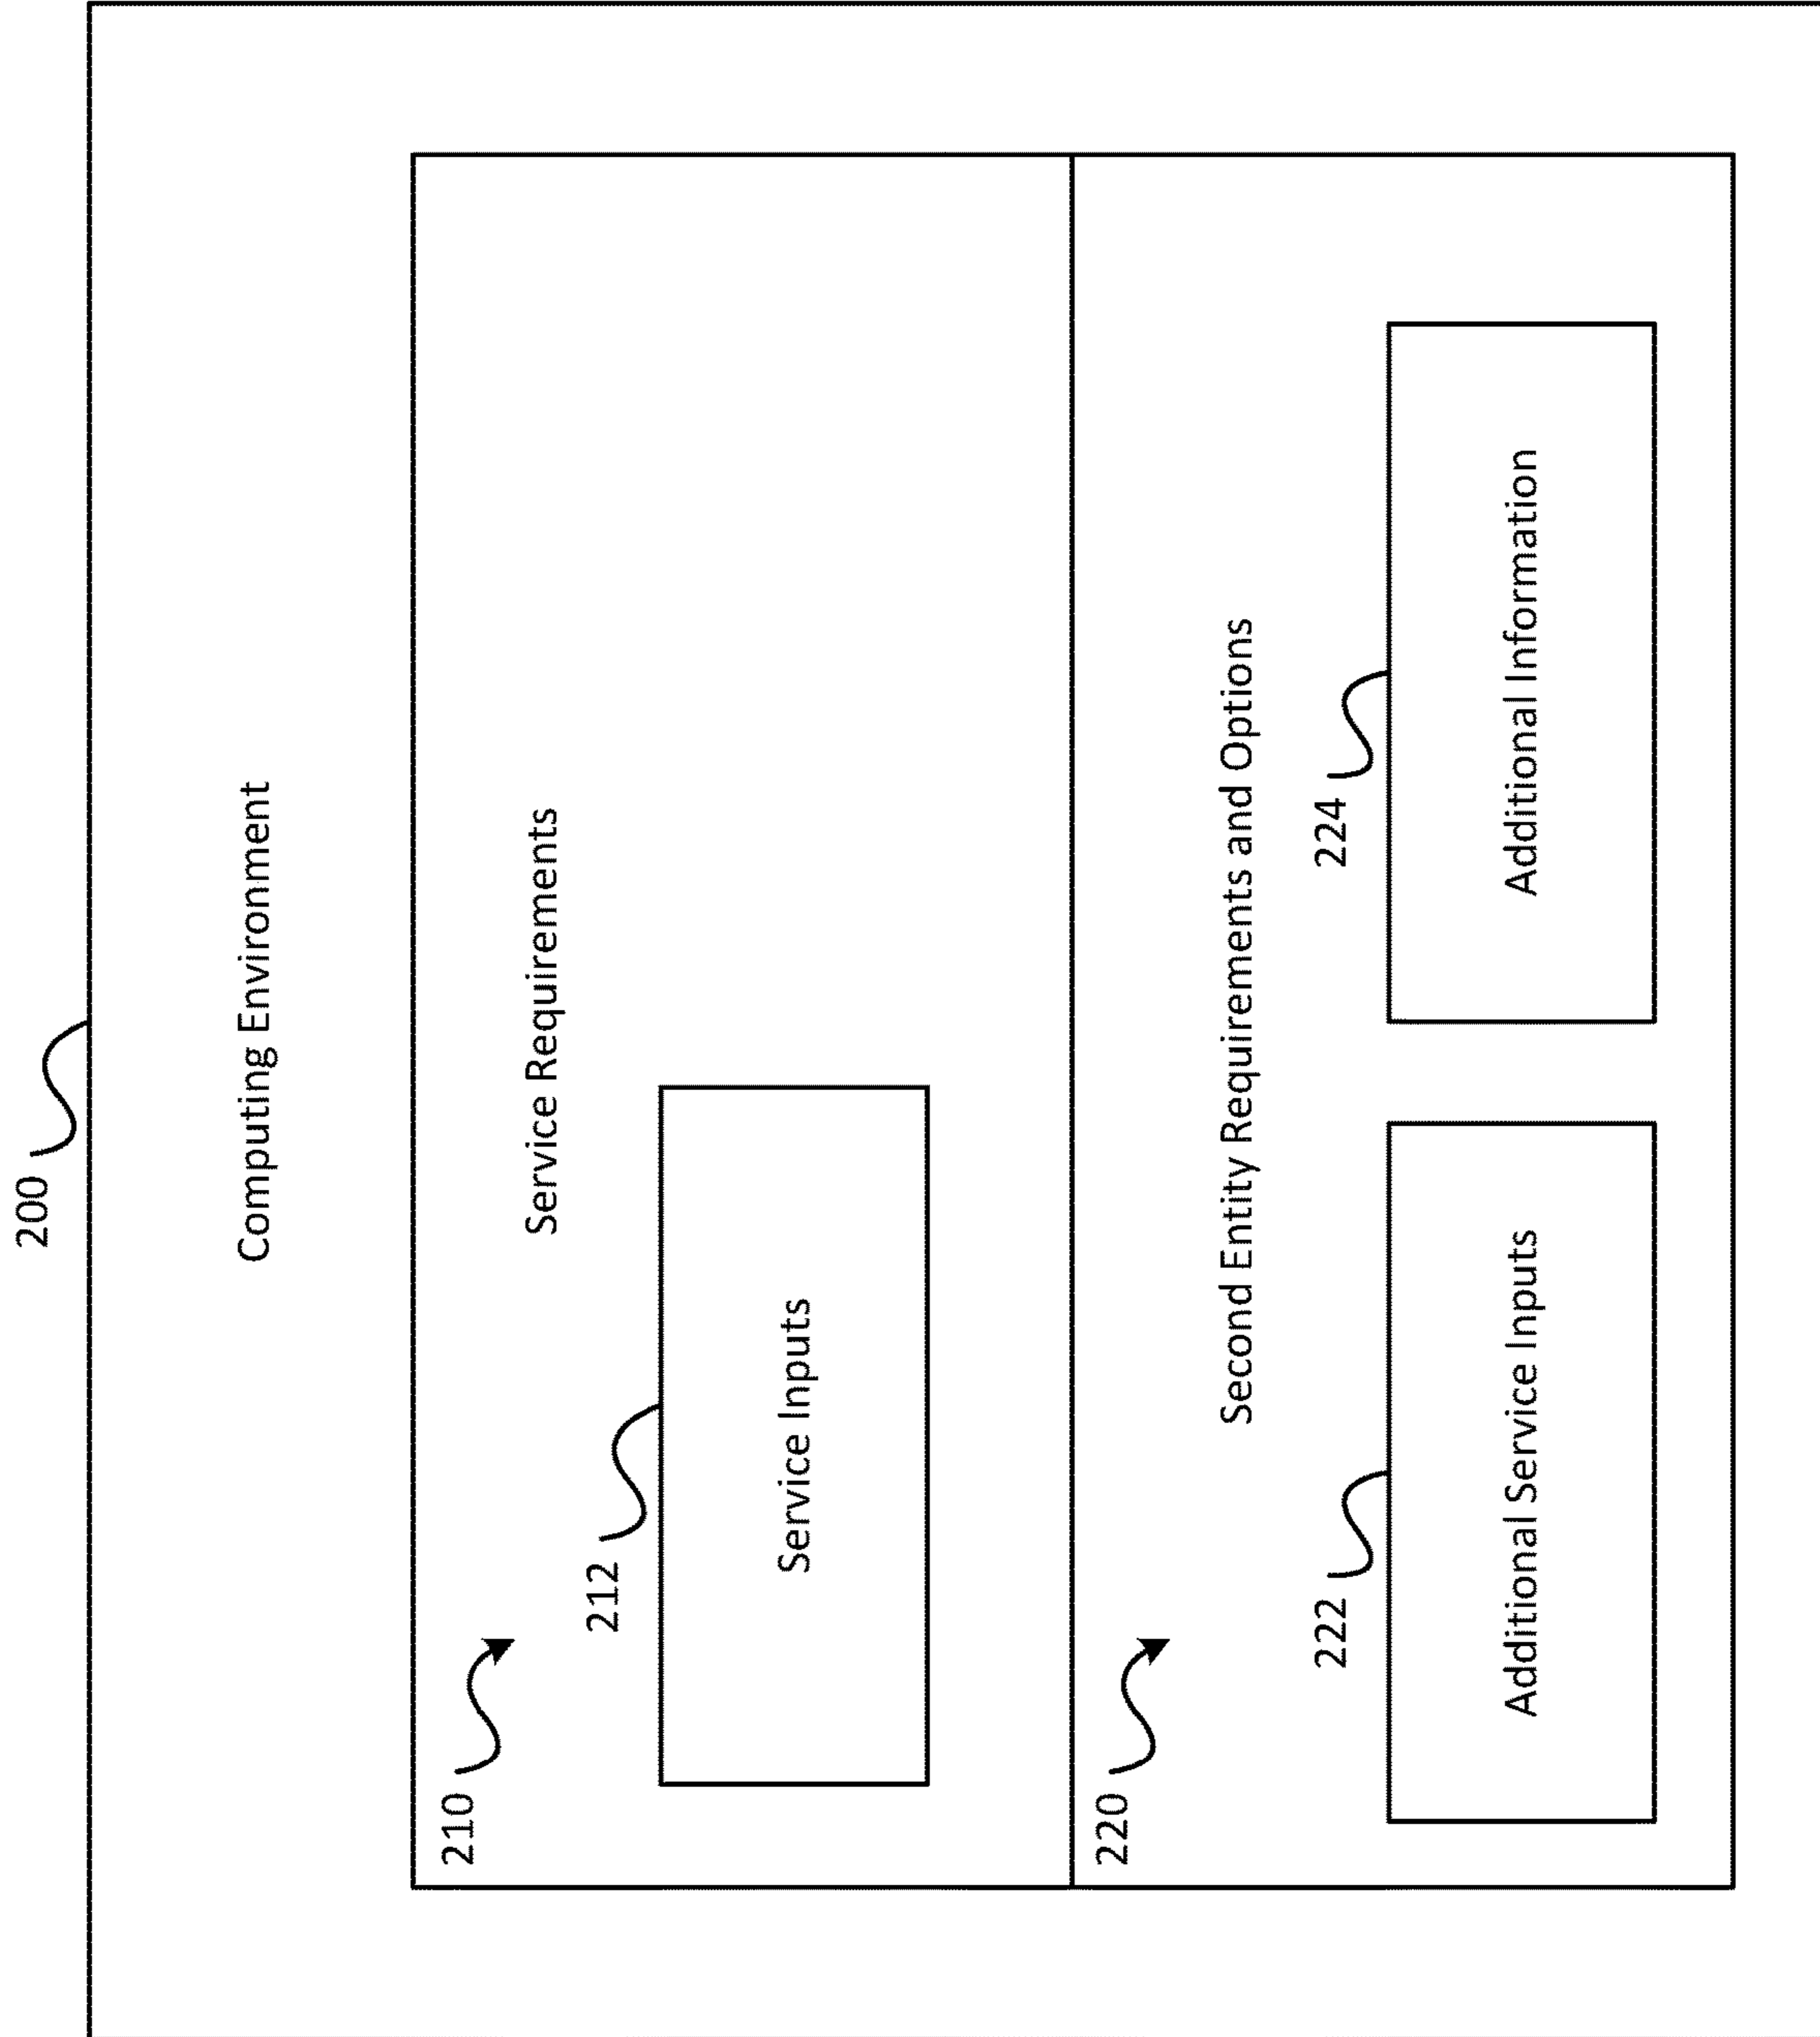 200
Computing Environment
210
Service Requirements
212
Service Inputs
220
Second Entity Requirements and Options
222
224
Additional Service Inputs
Additional Information